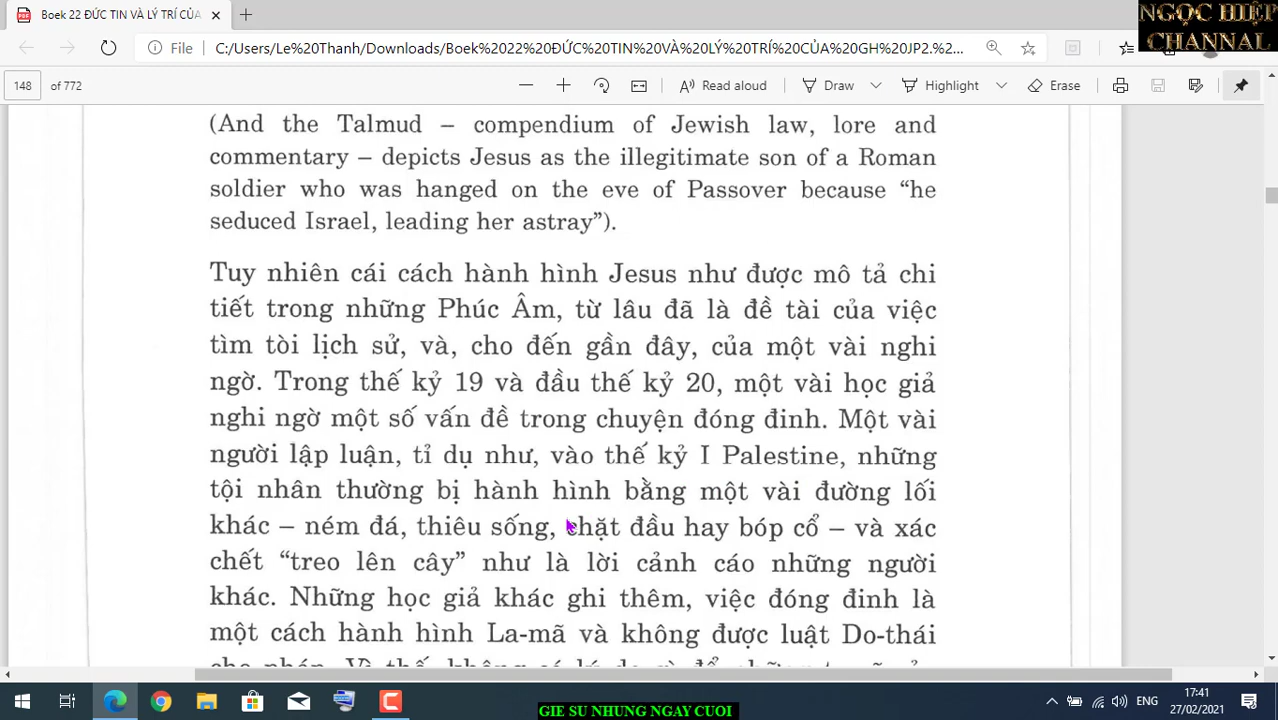 Boek 22 ĐỨC TIN VÀ LÝ TRÍ CỦA
NGỌC HIỆP
CHANNAL
File C:/Users/Le%20Thanh/Downloads/Boek%2022%20ĐỨC%20TIN%20VÀ%20LÝ%20TRÍ%20CỦA%20GH%20JP2.%...
148 of 772 Read aloud Draw Highlight Erase
(And the Talmud – compendium of Jewish law, lore and
commentary – depicts Jesus as the illegitimate son of a Roman
soldier who was hanged on the eve of Passover because “he
seduced Israel, leading her astray”).
Tuy nhiên cái cách hành hình Jesus như được mô tả chi
tiết trong những Phúc Âm, từ lâu đã là đề tài của việc
tìm tòi lịch sử, và, cho đến gần đây, của một vài nghi
ngờ. Trong thế kỷ 19 và đầu thế kỷ 20, một vài học giả
nghi ngờ một số vấn đề trong chuyện đóng đinh. Một vài
người lập luận, tỉ dụ như, vào thế kỷ I Palestine, những
tội nhân thường bị hành hình bằng một vài đường lối
khác – ném đá, thiêu sống, chặt đầu hay bóp cổ – và xác
chết “treo lên cây” như là lời cảnh cáo những người
khác. Những học giả khác ghi thêm, việc đóng đinh là
một cách hành hình La-mã và không được luật Do-thái
ENG
17:41
27/02/2021
GIE SU NHUNG NGAY CUOI